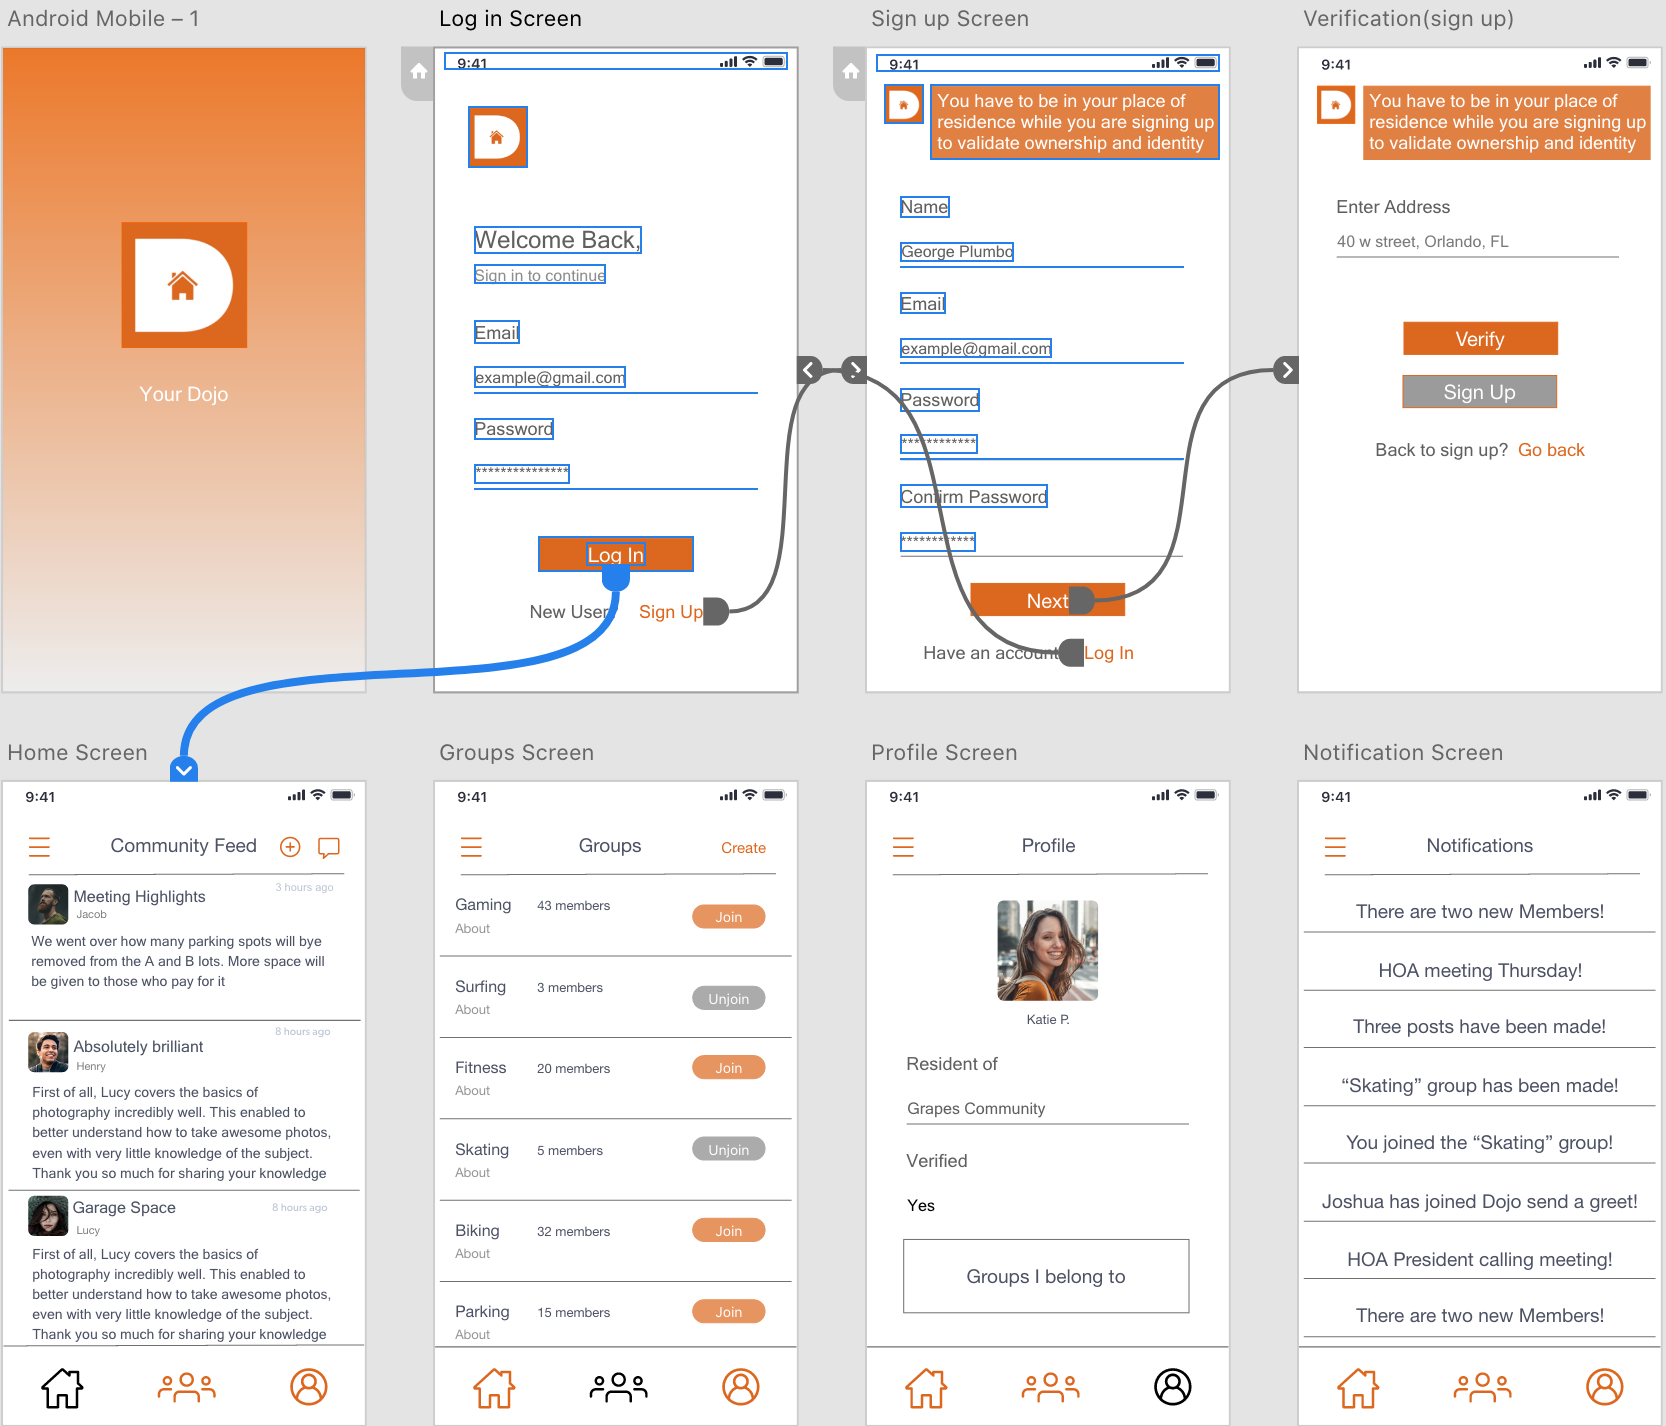 Android Mobile – 1
Your Dojo
Log in Screen
9:41
Welcome Back,
Sign in to continue
Email
example@gmail.com
Password
***************
Log In
New User
Sign Up
Sign up Screen
9:41
You have to be in your place of
residence while you are signing up
to validate ownership and identity
Name
George Plumbo
Email
example@gmail.com
Password
************
Confirm Password
************
Next
Have an account
Log In
Verification(sign up)
9:41
You have to be in your place of
residence while you are signing up
to validate ownership and identity
Enter Address
40 w street, Orlando, FL
Verify
Sign Up
Back to sign up? Go back
Home Screen
9:41
Community Feed
3 hours ago
Meeting Highlights
Jacob
We went over how many parking spots will bye
removed from the A and B lots. More space will
be given to those who pay for it
8 hours ago
Absolutely brilliant
Henry
First of all, Lucy covers the basics of
photography incredibly well. This enabled to
better understand how to take awesome photos,
even with very little knowledge of the subject.
Thank you so much for sharing your knowledge
Garage Space
8 hours ago
Lucy
First of all, Lucy covers the basics of
photography incredibly well. This enabled to
better understand how to take awesome photos,
even with very little knowledge of the subject.
Thank you so much for sharing your knowledge
Groups Screen
9:41
Groups
Create
Gaming
43 members
Join
About
Surfing
3 members
Unjoin
About
Fitness
20 members
Join
About
Skating
5 members
Unjoin
About
Biking
32 members
Join
About
Parking
15 members
Join
About
Profile Screen
9:41
Profile
Katie P.
Resident of
Grapes Community
Verified
Yes
Groups I belong to
Notification Screen
9:41
Notifications
There are two new Members!
HOA meeting Thursday!
Three posts have been made!
“Skating” group has been made!
You joined the “Skating” group!
Joshua has joined Dojo send a greet!
HOA President calling meeting!
There are two new Members!